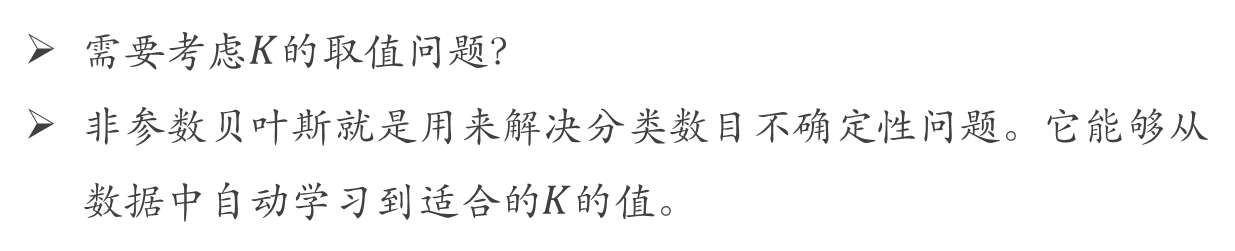 ➢ 需要考虑K的取值问题?
➢ 非参数贝叶斯就是用来解决分类数目不确定性问题。它能够从
数据中自动学习到适合的K的值。